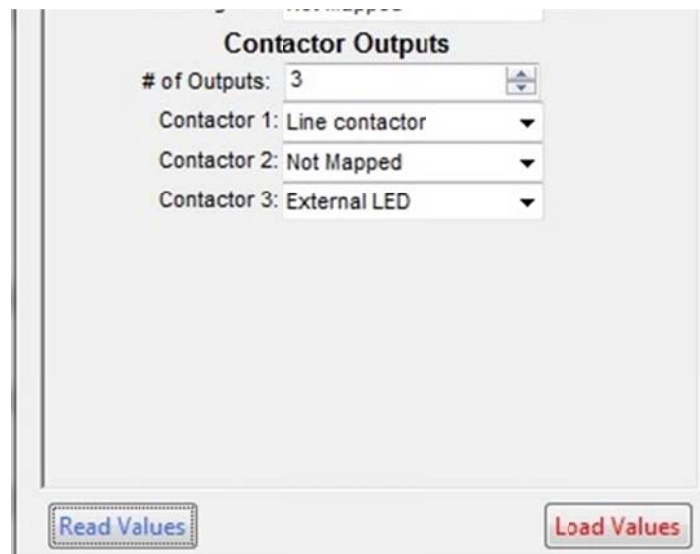 Contactor Outputs
# of Outputs: 3
Contactor 1: Line contactor
Contactor 2: Not Mapped
Contactor 3: External LED
Read Values Load Values